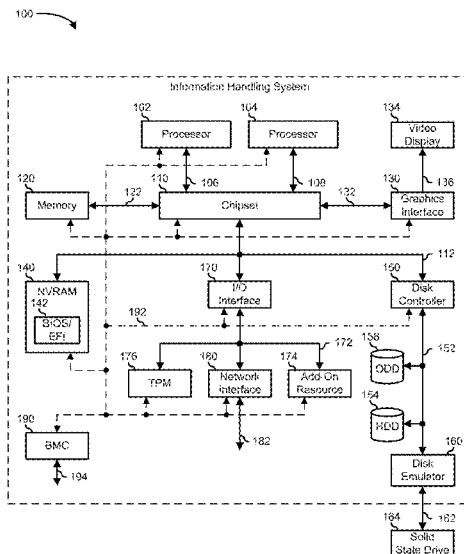 100
Information Handling System
102
Processor
104
Processor
134
Video
Display
106
108
136
120
Memory
122
110
Chipset
132
130
Graphics
Interface
112
140
NVRAM
142
BIOS/
EFI
170
I/O
Interface
150
Disk
Controller
192
172
156
ODD
152
176
TPM
180
Network
Interface
174
Add-On
Resource
154
HDD
190
BMC
194
182
160
Disk
Emulator
162
164
Solid
State Drive